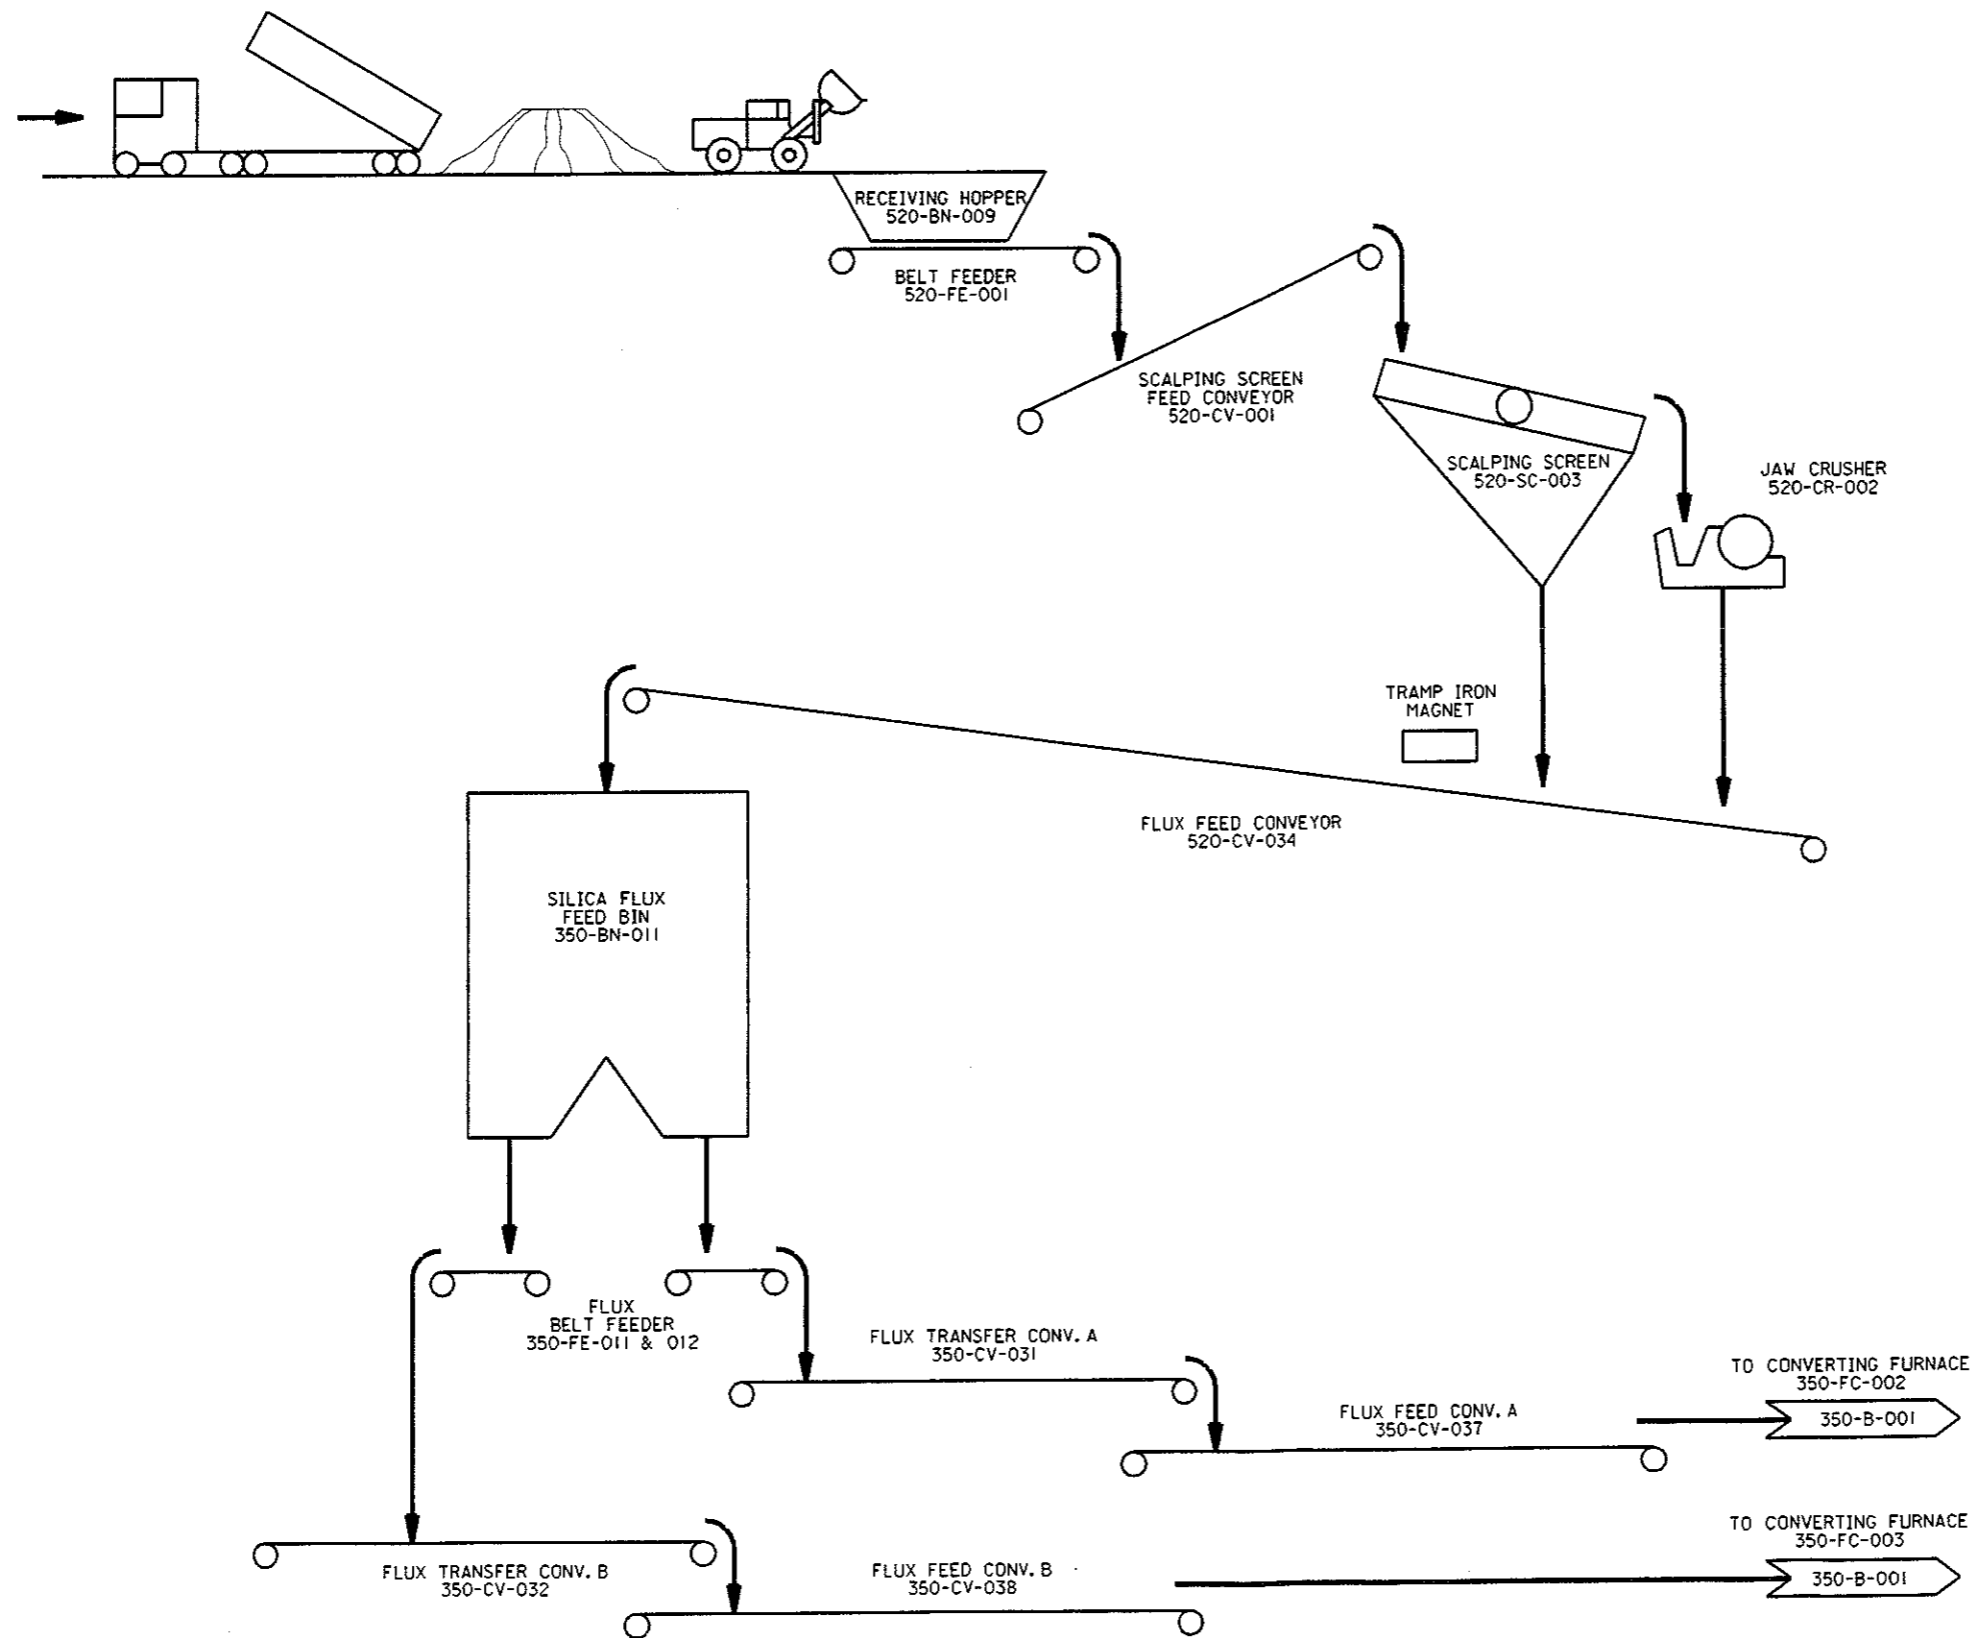 RECEIVING HOPPER
520-BN-009
BELT FEEDER
520-FE-001
SCALPING SCREEN
FEED CONVEYOR
520-CV-001
SCALPING SCREEN
520-SC-003
JAW CRUSHER
520-CR-002
TRAMP IRON
MAGNET
FLUX FEED CONVEYOR
520-CV-034
SILICA FLUX
FEED BIN
350-BN-011
FLUX
BELT FEEDER
350-FE-011 & 012
FLUX TRANSFER CONV. A
350-CV-031
FLUX FEED CONV. A
350-CV-037
TO CONVERTING FURNACE
350-FC-002
350-B-001
FLUX TRANSFER CONV. B
350-CV-032
FLUX FEED CONV. B
350-CV-038
TO CONVERTING FURNACE
350-FC-003
350-B-001